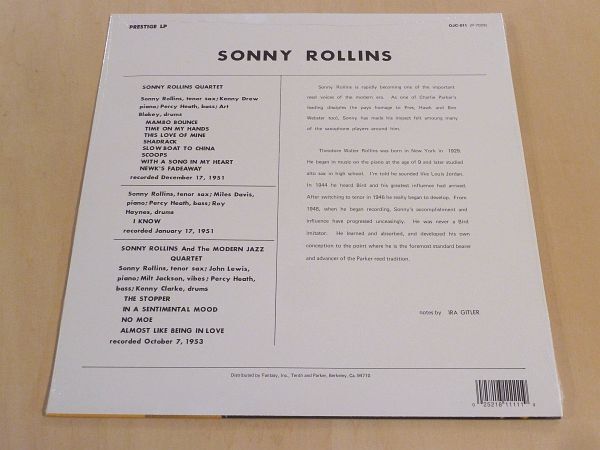 PRESTIGE LP
OJC-011 (P-7029)
SONNY ROLLINS
SONNY ROLLINS QUARTET
Sonny Rollins, tenor sax; Kenny Drew
piano; Percy Heath, bass; Art
Blakey, drums
MAMBO BOUNCE
TIME ON MY HANDS
THIS LOVE OF MINE
SHADRACK
SLOW BOAT TO CHINA
SCOOPS
WITH A SONG IN MY HEART
NEWK'S FADEAWAY
recorded December 17, 1951
Sonny Rollins, tenor sax; Miles Davis,
piano; Percy Heath, bass; Roy
Haynes, drums
I KNOW
recorded January 17, 1951
SONNY ROLLINS And The MODERN JAZZ
QUARTET
Sonny Rollins, tenor sax; John Lewis,
piano; Milt Jackson, vibes; Percy Heath,
bass; Kenny Clarke, drums
THE STOPPER
IN A SENTIMENTAL MOOD
NO MOE
ALMOST LIKE BEING IN LOVE
recorded October 7, 1953
Sonny Rollins is rapidly becoming one of the important
reed voices of the modern era. As one of Charlie Parker's
leading disciples (he pays homage to Pres, Hawk and Ben
Webster too), Sonny has made his impact felt among many
of the saxophone players around him.
Theodore Walter Rollins was born in New York in 1929.
He began in music on the piano at the age of 9 and later studied
alto sax in high school. I'm told he sounded like Louis Jordan.
In 1944 he heard Bird and his greatest influence had arrived.
After switching to tenor in 1946 he really began to develop. From
1948, when he began recording, Sonny's accomplishment and
influence have progressed unceasingly. He was never a Bird
imitator. He learned and absorbed, and developed his own
conception to the point where he is the foremost standard bearer
and advancer of the Parker reed tradition.
notes by IRA GITLER
Distributed by Fantasy, Inc., Tenth and Parker, Berkeley, Ca. 94710
0 25218 11111 9